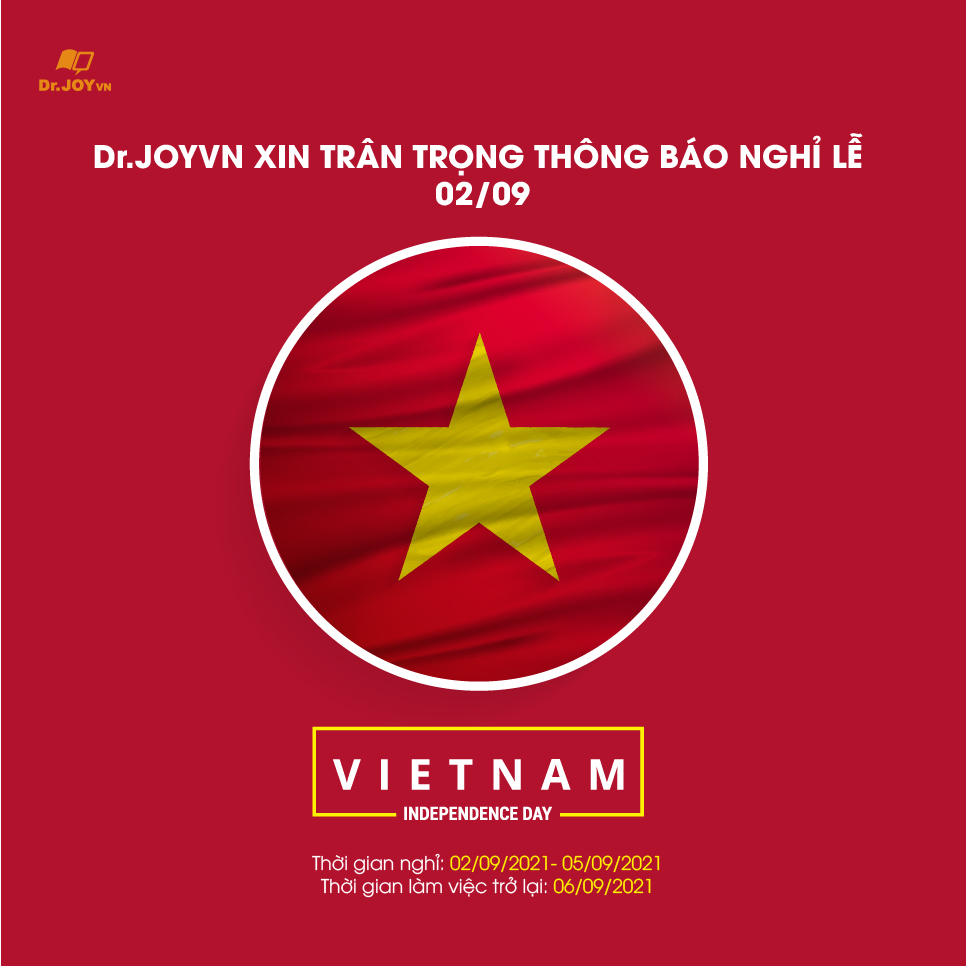 Dr.JOYVN
Dr.JOYVN XIN TRÂN TRỌNG THÔNG BÁO NGHỈ LỄ
02/09
VIETNAM
INDEPENDENCE DAY
Thời gian nghỉ: 02/09/2021- 05/09/2021
Thời gian làm việc trở lại: 06/09/2021